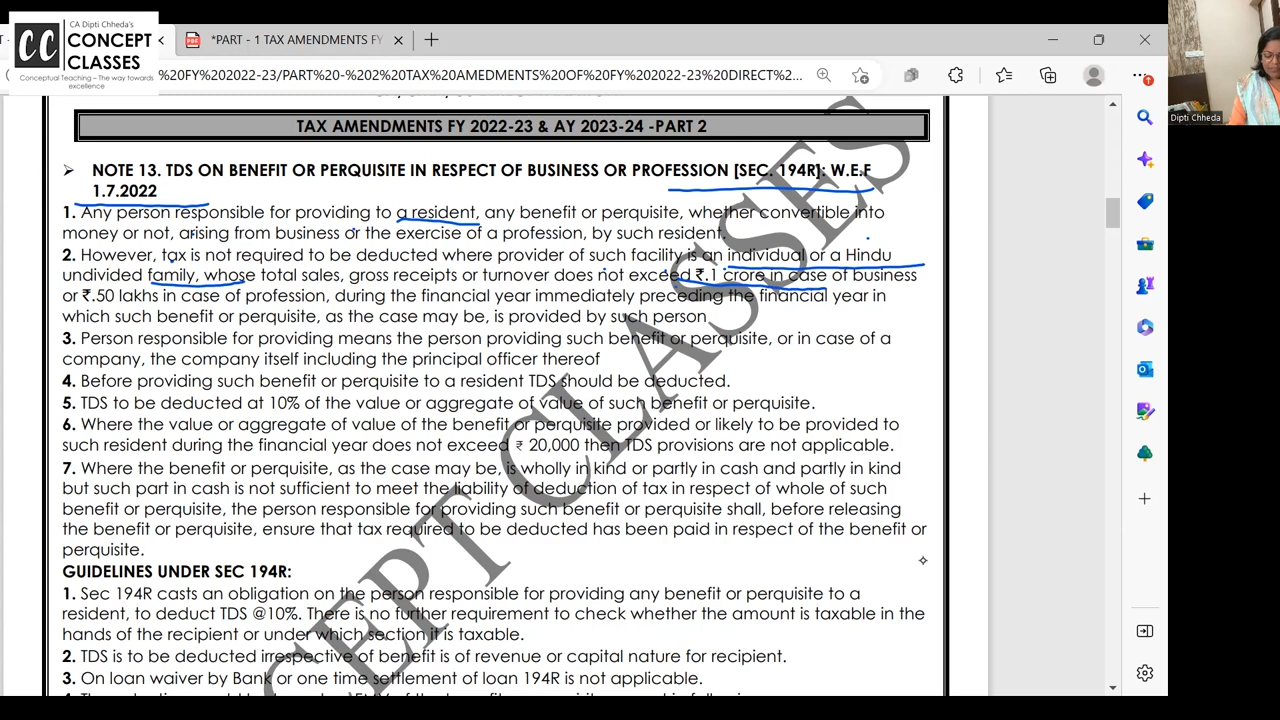 CA Dipti Chheda's
CONCEPT
CLASSES
Conceptual Teaching – The way towards
excellence
CC
*PART - 1 TAX AMENDMENTS FY
%20FY%202022-23/PART%20-%202%20TAX%20AMEDMENTS%20OF%20FY%202022-23%20DIRECT%2...
TAX AMENDMENTS FY 2022-23 & AY 2023-24 -PART 2
➢ NOTE 13. TDS ON BENEFIT OR PERQUISITE IN RESPECT OF BUSINESS OR PROFESSION [SEC. 194R]: W.E.F
1.7.2022
1. Any person responsible for providing to a resident, any benefit or perquisite, whether convertible into
money or not, arising from business or the exercise of a profession, by such resident.
2. However, tax is not required to be deducted where provider of such facility is an individual or a Hindu
undivided family, whose total sales, gross receipts or turnover does not exceed ₹.1 crore in case of business
or ₹.50 lakhs in case of profession, during the financial year immediately preceding the financial year in
which such benefit or perquisite, as the case may be, is provided by such person
3. Person responsible for providing means the person providing such benefit or perquisite, or in case of a
company, the company itself including the principal officer thereof
4. Before providing such benefit or perquisite to a resident TDS should be deducted.
5. TDS to be deducted at 10% of the value or aggregate of value of such benefit or perquisite.
6. Where the value or aggregate of value of the benefit or perquisite provided or likely to be provided to
such resident during the financial year does not exceed ₹ 20,000 then TDS provisions are not applicable.
7. Where the benefit or perquisite, as the case may be, is wholly in kind or partly in cash and partly in kind
but such part in cash is not sufficient to meet the liability of deduction of tax in respect of whole of such
benefit or perquisite, the person responsible for providing such benefit or perquisite shall, before releasing
the benefit or perquisite, ensure that tax required to be deducted has been paid in respect of the benefit or
perquisite.
GUIDELINES UNDER SEC 194R:
1. Sec 194R casts an obligation on the person responsible for providing any benefit or perquisite to a
resident, to deduct TDS @10%. There is no further requirement to check whether the amount is taxable in the
hands of the recipient or under which section it is taxable.
2. TDS is to be deducted irrespective of benefit is of revenue or capital nature for recipient.
3. On loan waiver by Bank or one time settlement of loan 194R is not applicable.
CEPT CLASSES
Dipti Chheda